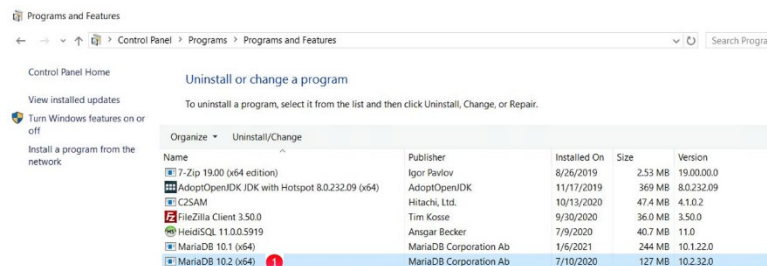 Programs and Features
Control Panel > Programs > Programs and Features
Search Progra
Control Panel Home
View installed updates
Turn Windows features on or
off
Install a program from the
network
Uninstall or change a program
To uninstall a program, select it from the list and then click Uninstall, Change, or Repair.
Organize Uninstall/Change
Name Publisher Installed On Size Version
7-Zip 19.00 (x64 edition) Igor Pavlov 8/26/2019 2.53 MB 19.00.00.0
AdoptOpenJDK JDK with Hotspot 8.0.232.09 (x64) AdoptOpenJDK 11/17/2019 369 MB 8.0.232.09
C2SAM Hitachi, Ltd. 10/13/2020 47.4 MB 4.1.0.2
FileZilla Client 3.50.0 Tim Kosse 9/30/2020 36.0 MB 3.50.0
HeidiSQL 11.0.0.5919 Ansgar Becker 7/9/2020 40.7 MB 11.0
MariaDB 10.1 (x64) MariaDB Corporation Ab 1/6/2021 244 MB 10.1.22.0
MariaDB 10.2 (x64) 1 MariaDB Corporation Ab 7/10/2020 127 MB 10.2.32.0